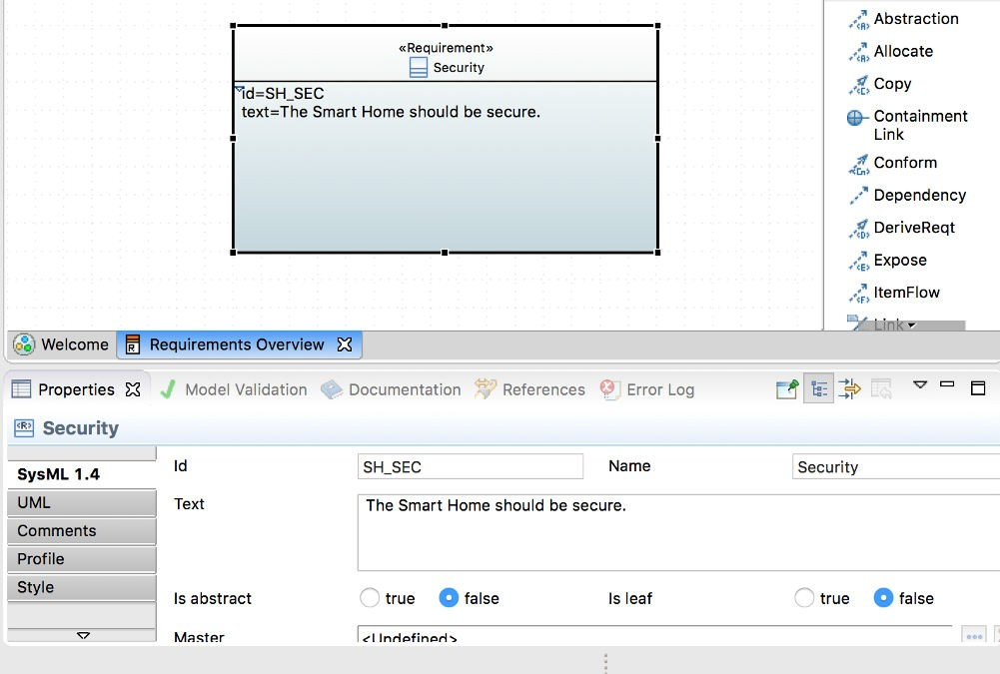 «Requirement»
Security
id=SH_SEC
text=The Smart Home should be secure.
Abstraction
Allocate
Copy
Containment
Link
Conform
Dependency
DeriveReqt
Expose
ItemFlow
Link
Welcome
Requirements Overview
Properties
Model Validation
Documentation
References
Error Log
Security
SysML 1.4
UML
Comments
Profile
Style
Id
SH_SEC
Name
Security
Text
The Smart Home should be secure.
Is abstract
true
false
Is leaf
true
false
Master
<Undefined>